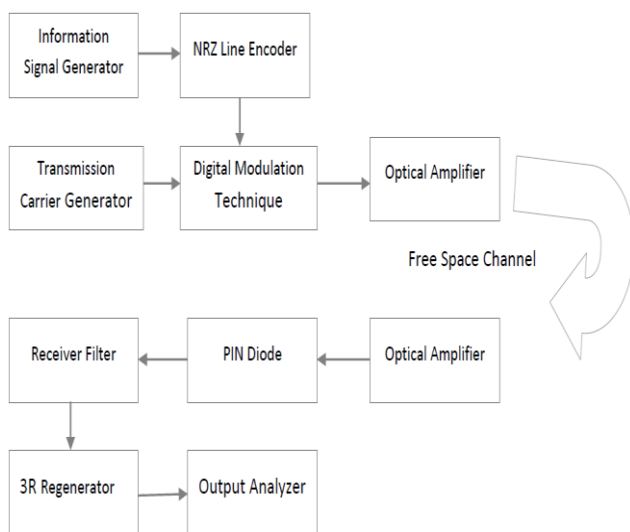 Information
Signal Generator
NRZ Line Encoder
Transmission
Carrier Generator
Digital Modulation
Technique
Optical Amplifier
Free Space Channel
Receiver Filter
PIN Diode
Optical Amplifier
3R Regenerator
Output Analyzer